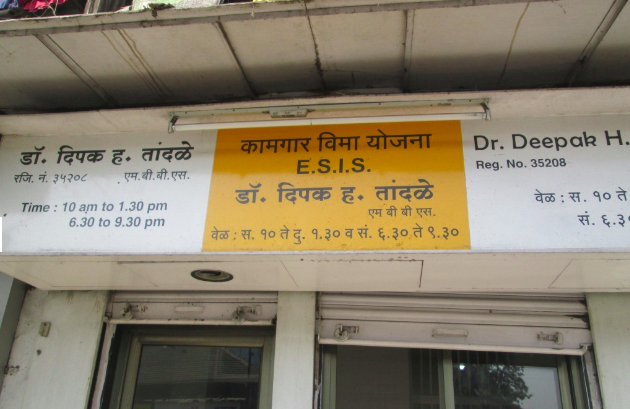 डॉ. दिपक ह. तांदळे
रजि. नं. ३५२०८ एम.बी.बी.एस.
Time : 10 am to 1.30 pm
6.30 to 9.30 pm
कामगार विमा योजना
E.S.I.S.
डॉ. दिपक ह. तांदळे
एम बी बी एस.
वेळ : स. १० ते दु. १.३० व सं. ६.३० ते ९.३०
Dr. Deepak H.
Reg. No. 35208
वेळ : स. १० ते
सं. ६.३०